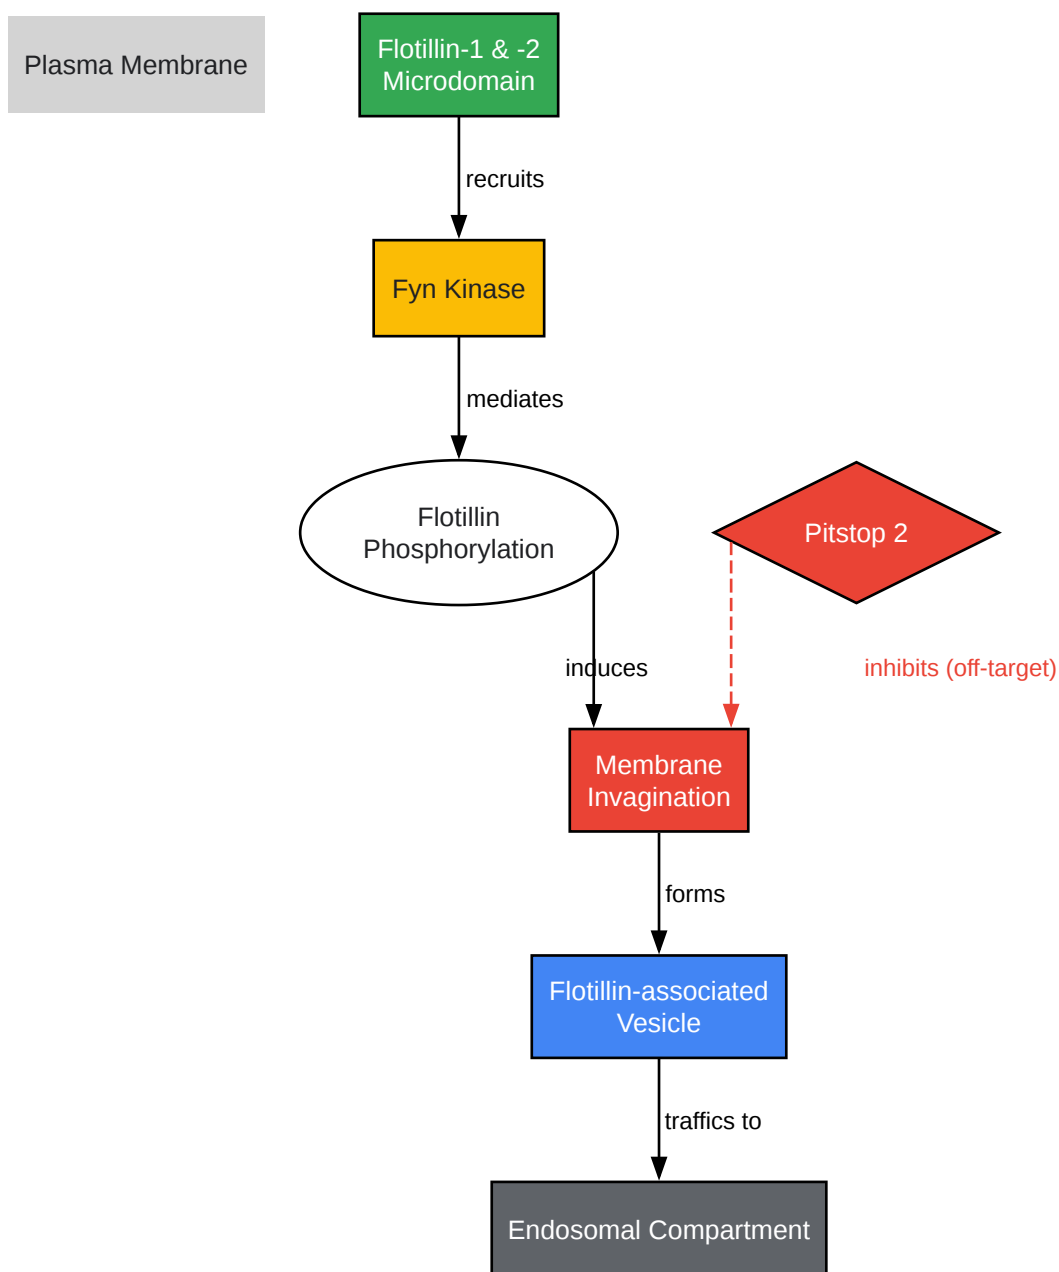 Plasma Membrane
Flotillin-1 & -2
Microdomain
recruits
Fyn Kinase
mediates
Flotillin
Phosphorylation
Pitstop 2
induces
inhibits (off-target)
Membrane
Invagination
forms
Flotillin-associated
Vesicle
traffics to
Endosomal Compartment